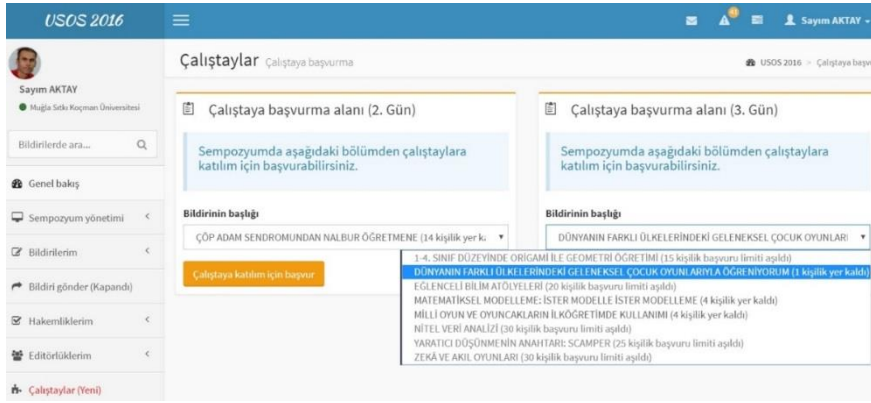 USOS 2016
Sayım AKTAY
Sayım AKTAY
Muğla Sıtkı Koçman Üniversitesi
Bildirilerde ara...
Genel bakış
Sempozyum yönetimi
Bildirilerim
Bildiri gönder (Kapandı)
Hakemliklerim
Editörlüklerim
Çalıştaylar (Yeni)
Çalıştaylar Çalıştaya başvurma
USOS 2016 > Çalıştaya başvu
Çalıştaya başvurma alanı (2. Gün)
Sempozyumda aşağıdaki bölümden çalıştaylara
katılım için başvurabilirsiniz.
Bildirinin başlığı
ÇÖP ADAM SENDROMUNDAN NALBUR ÖĞRETMENE (14 kişilik yer ka
Çalıştaya katılım için başvur
Çalıştaya başvurma alanı (3. Gün)
Sempozyumda aşağıdaki bölümden çalıştaylara
katılım için başvurabilirsiniz.
Bildirinin başlığı
DÜNYANIN FARKLI ÜLKELERİNDEKİ GELENEKSEL ÇOCUK OYUNLARI
1-4. SINIF DÜZEYİNDE ORİGAMİ İLE GEOMETRİ ÖĞRETİMİ (15 kişilik başvuru limiti aşıldı)
DÜNYANIN FARKLI ÜLKELERİNDEKİ GELENEKSEL ÇOCUK OYUNLARIYLA ÖĞRENİYORUM (1 kişilik yer kaldı)
EĞLENCELİ BİLİM ATÖLYELERİ (20 kişilik başvuru limiti aşıldı)
MATEMATİKSEL MODELLEME: İSTER MODELLE İSTER MODELLEME (4 kişilik yer kaldı)
MİLLİ OYUN VE OYUNCAKLARIN İLKÖĞRETİMDE KULLANIMI (4 kişilik yer kaldı)
NİTEL VERİ ANALİZİ (30 kişilik başvuru limiti aşıldı)
YARATICI DÜŞÜNMENİN ANAHTARI: SCAMPER (25 kişilik başvuru limiti aşıldı)
ZEKÂ VE AKIL OYUNLARI (30 kişilik başvuru limiti aşıldı)